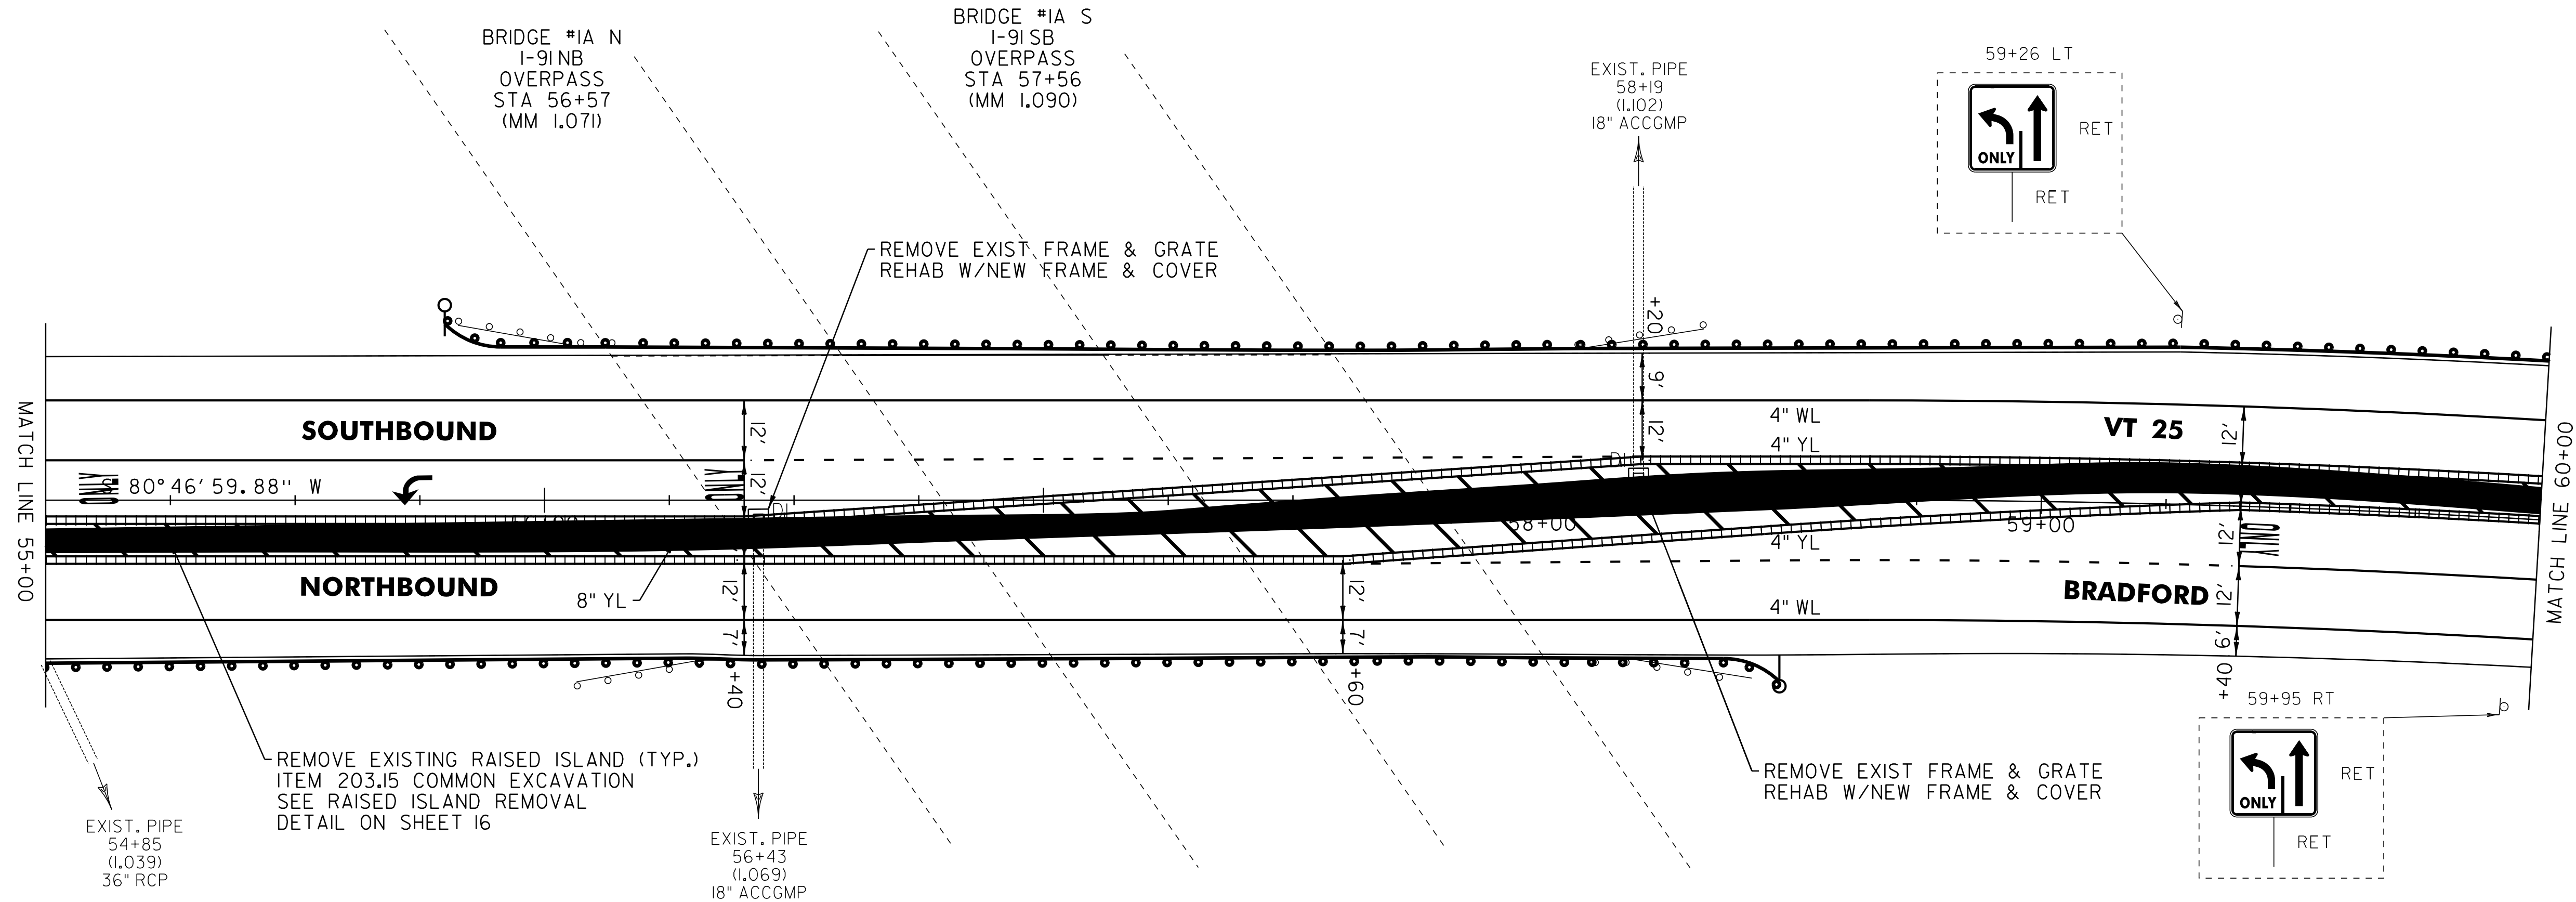 BRIDGE #1A N
I-91 NB
OVERPASS
STA 56+57
(MM 1.071)
BRIDGE #1A S
I-91 SB
OVERPASS
STA 57+56
(MM 1.090)
EXIST. PIPE
58+19
(1.102)
18" ACCGMP
59+26 LT
ONLY
RET
RET
REMOVE EXIST FRAME & GRATE
REHAB W/NEW FRAME & COVER
+20
9'
MATCH LINE 55+00
SOUTHBOUND
12'
12'
4" WL
4" YL
VT 25
12'
MATCH LINE 60+00
ONLY
S 80°46'59.88" W
ONLY
12'
DI
58+00
59+00
4" YL
12'
ONLY
NORTHBOUND
8" YL
12'
12'
4" WL
BRADFORD
12'
7'
7'
6'
+40
+60
+40
59+95 RT
ONLY
RET
RET
REMOVE EXISTING RAISED ISLAND (TYP.)
ITEM 203.15 COMMON EXCAVATION
SEE RAISED ISLAND REMOVAL
DETAIL ON SHEET 16
REMOVE EXIST FRAME & GRATE
REHAB W/NEW FRAME & COVER
EXIST. PIPE
54+85
(1.039)
36" RCP
EXIST. PIPE
56+43
(1.069)
18" ACCGMP